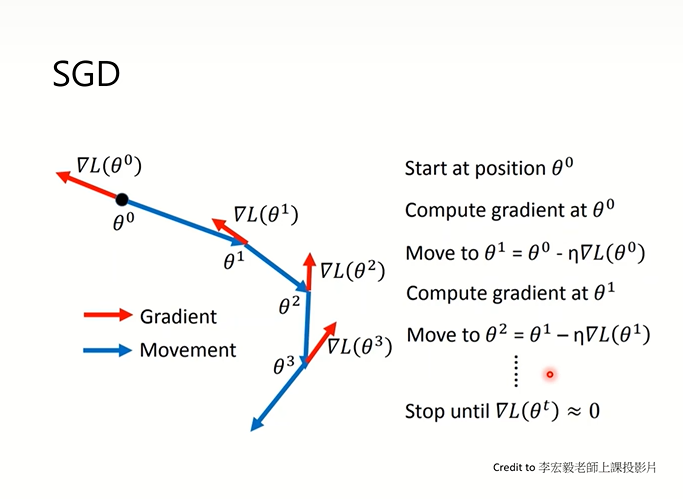 SGD
∇L(θ⁰)
θ⁰
∇L(θ¹)
θ¹
∇L(θ²)
θ²
∇L(θ³)
θ³
Gradient
Movement
Start at position θ⁰
Compute gradient at θ⁰
Move to θ¹ = θ⁰ - η∇L(θ⁰)
Compute gradient at θ¹
Move to θ² = θ¹ – η∇L(θ¹)
Stop until ∇L(θᵗ) ≈ 0
Credit to 李宏毅老師上課投影片